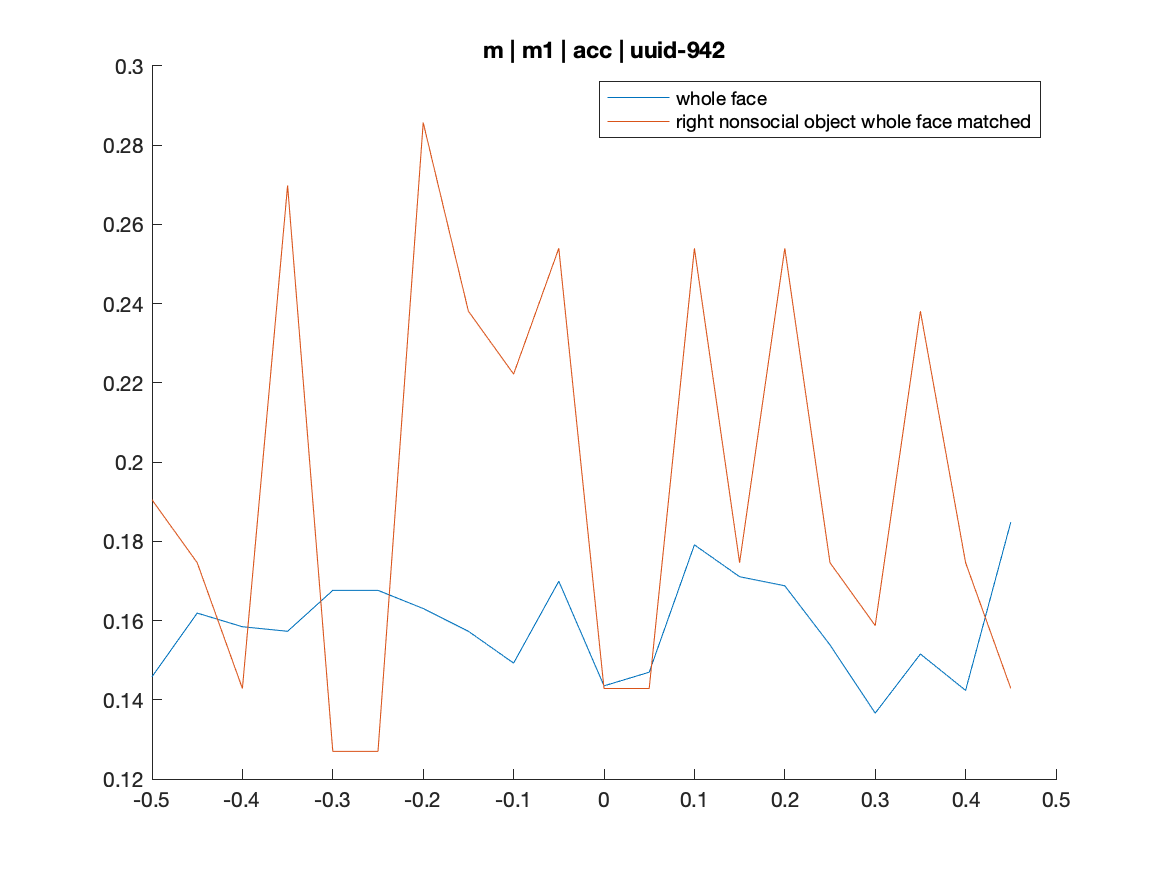 m | m1 | acc | uuid-942
whole face
right nonsocial object whole face matched
0.3
0.28
0.26
0.24
0.22
0.2
0.18
0.16
0.14
0.12
-0.5 -0.4 -0.3 -0.2 -0.1 0 0.1 0.2 0.3 0.4 0.5